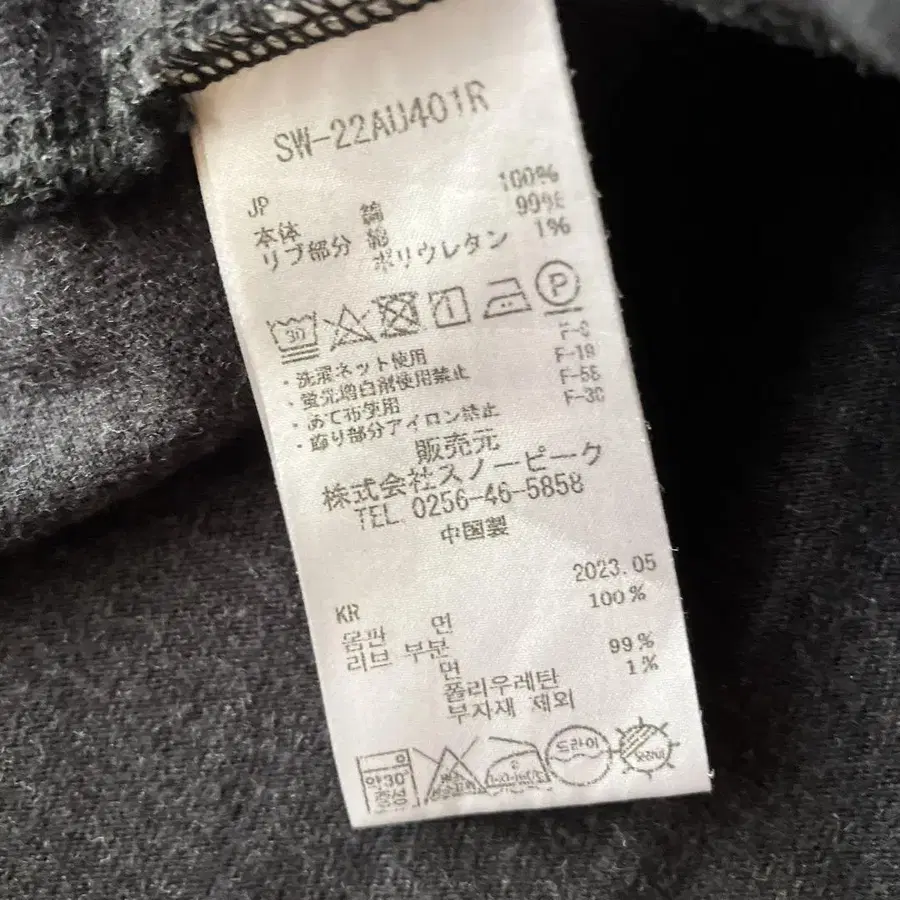 SW-22AU401R
JP
本体 綿 100%
リブ部分 綿 99%
ポリウレタン 1%
30
P
・洗濯ネット使用
・蛍光増白剤使用禁止 F-19
・あて布使用
・飾り部分アイロン禁止
販売元
株式会社スノーピーク
TEL. 0256-46-5858
中国製
2023.05
KR
몸판 면 100%
리브 부분
면 99%
폴리우레탄 1%
부자재 제외
약30℃
드라이